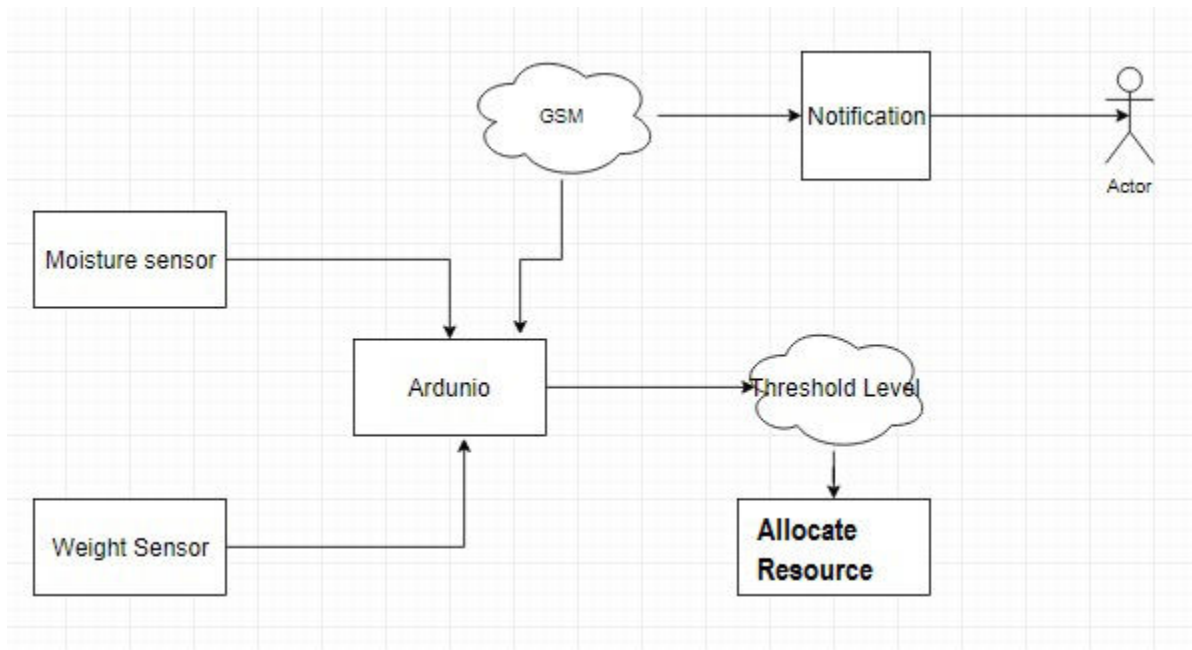 GSM
Notification
Actor
Moisture sensor
Ardunio
Threshold Level
Weight Sensor
Allocate
Resource